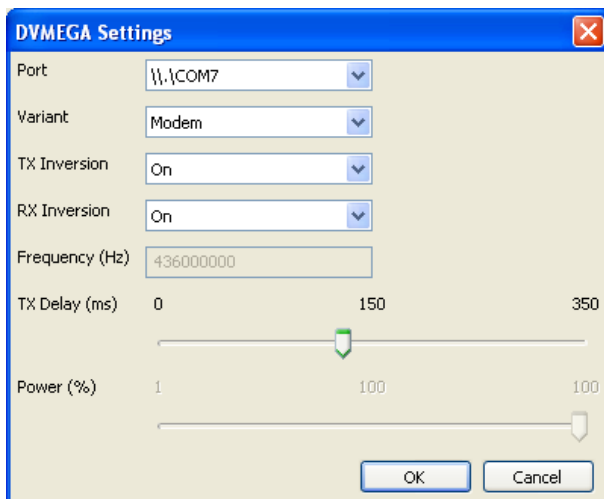 DVMEGA Settings
Port \\.\COM7
Variant Modem
TX Inversion On
RX Inversion On
Frequency (Hz) 436000000
TX Delay (ms) 0 150 350
Power (%) 1 100 100
OK Cancel